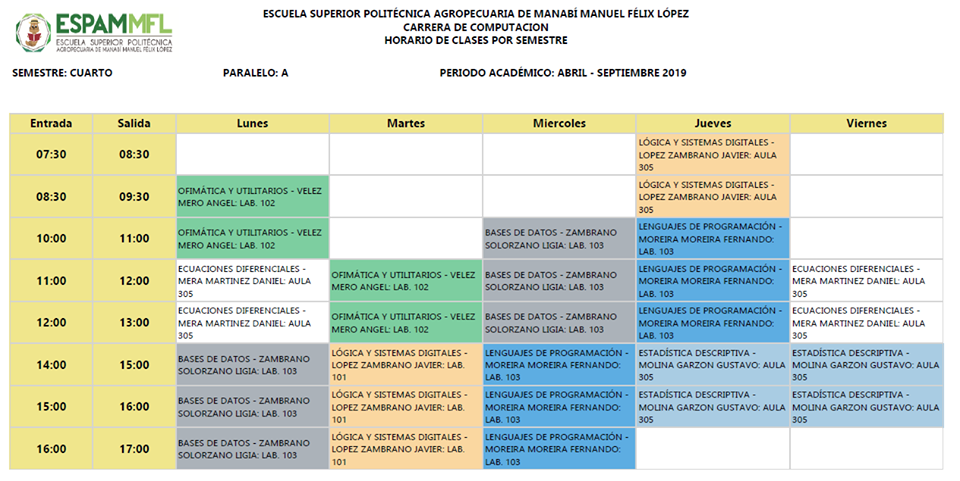 ESPAMMFL
ESCUELA SUPERIOR POLITÉCNICA
AGROPECUARIA DE MANABÍ MANUEL FÉLIX LÓPEZ
ESCUELA SUPERIOR POLITÉCNICA AGROPECUARIA DE MANABÍ MANUEL FÉLIX LÓPEZ
CARRERA DE COMPUTACION
HORARIO DE CLASES POR SEMESTRE
SEMESTRE: CUARTO PARALELO: A PERIODO ACADÉMICO: ABRIL - SEPTIEMBRE 2019
Entrada Salida Lunes Martes Miercoles Jueves Viernes
07:30 08:30
LÓGICA Y SISTEMAS DIGITALES -
LOPEZ ZAMBRANO JAVIER: AULA
305
08:30 09:30
OFIMÁTICA Y UTILITARIOS - VELEZ
MERO ANGEL: LAB. 102
LÓGICA Y SISTEMAS DIGITALES -
LOPEZ ZAMBRANO JAVIER: AULA
305
10:00 11:00
OFIMÁTICA Y UTILITARIOS - VELEZ
MERO ANGEL: LAB. 102
BASES DE DATOS - ZAMBRANO
SOLORZANO LIGIA: LAB. 103
LENGUAJES DE PROGRAMACIÓN -
MOREIRA MOREIRA FERNANDO:
LAB. 103
11:00 12:00
ECUACIONES DIFERENCIALES -
MERA MARTINEZ DANIEL: AULA
305
OFIMÁTICA Y UTILITARIOS - VELEZ
MERO ANGEL: LAB. 102
BASES DE DATOS - ZAMBRANO
SOLORZANO LIGIA: LAB. 103
LENGUAJES DE PROGRAMACIÓN -
MOREIRA MOREIRA FERNANDO:
LAB. 103
ECUACIONES DIFERENCIALES -
MERA MARTINEZ DANIEL: AULA
305
12:00 13:00
ECUACIONES DIFERENCIALES -
MERA MARTINEZ DANIEL: AULA
305
OFIMÁTICA Y UTILITARIOS - VELEZ
MERO ANGEL: LAB. 102
BASES DE DATOS - ZAMBRANO
SOLORZANO LIGIA: LAB. 103
LENGUAJES DE PROGRAMACIÓN -
MOREIRA MOREIRA FERNANDO:
LAB. 103
ECUACIONES DIFERENCIALES -
MERA MARTINEZ DANIEL: AULA
305
14:00 15:00
BASES DE DATOS - ZAMBRANO
SOLORZANO LIGIA: LAB. 103
LÓGICA Y SISTEMAS DIGITALES -
LOPEZ ZAMBRANO JAVIER: LAB.
101
LENGUAJES DE PROGRAMACIÓN -
MOREIRA MOREIRA FERNANDO:
LAB. 103
ESTADÍSTICA DESCRIPTIVA -
MOLINA GARZON GUSTAVO: AULA
305
ESTADÍSTICA DESCRIPTIVA -
MOLINA GARZON GUSTAVO: AULA
305
15:00 16:00
BASES DE DATOS - ZAMBRANO
SOLORZANO LIGIA: LAB. 103
LÓGICA Y SISTEMAS DIGITALES -
LOPEZ ZAMBRANO JAVIER: LAB.
101
LENGUAJES DE PROGRAMACIÓN -
MOREIRA MOREIRA FERNANDO:
LAB. 103
ESTADÍSTICA DESCRIPTIVA -
MOLINA GARZON GUSTAVO: AULA
305
ESTADÍSTICA DESCRIPTIVA -
MOLINA GARZON GUSTAVO: AULA
305
16:00 17:00
BASES DE DATOS - ZAMBRANO
SOLORZANO LIGIA: LAB. 103
LÓGICA Y SISTEMAS DIGITALES -
LOPEZ ZAMBRANO JAVIER: LAB.
101
LENGUAJES DE PROGRAMACIÓN -
MOREIRA MOREIRA FERNANDO:
LAB. 103